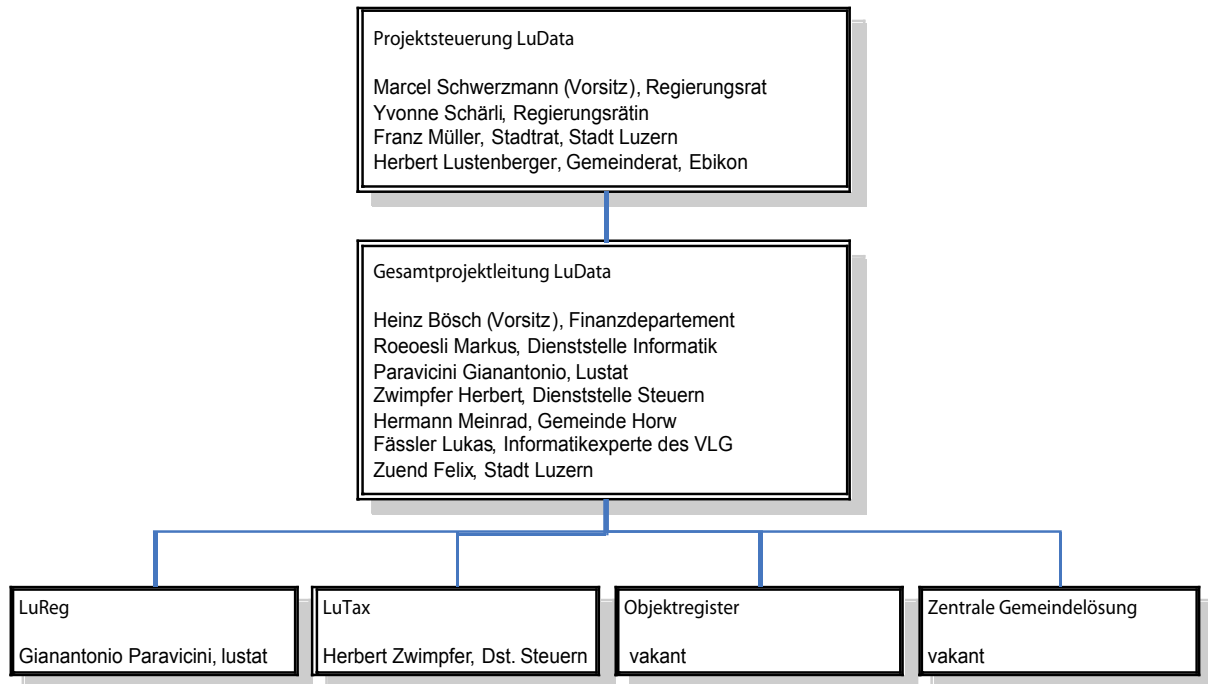 Projektsteuerung LuData
Marcel Schwerzmann (Vorsitz), Regierungsrat
Yvonne Schärli, Regierungsrätin
Franz Müller, Stadtrat, Stadt Luzern
Herbert Lustenberger, Gemeinderat, Ebikon
Gesamtprojektleitung LuData
Heinz Bösch (Vorsitz), Finanzdepartement
Roeoesli Markus, Dienststelle Informatik
Paravicini Gianantonio, Lustat
Zwimpfer Herbert, Dienststelle Steuern
Hermann Meinrad, Gemeinde Horw
Fässler Lukas, Informatikexperte des VLG
Zuend Felix, Stadt Luzern
LuReg
Gianantonio Paravicini, lustat
LuTax
Herbert Zwimpfer, Dst. Steuern
Objektregister
vakant
Zentrale Gemeindelösung
vakant